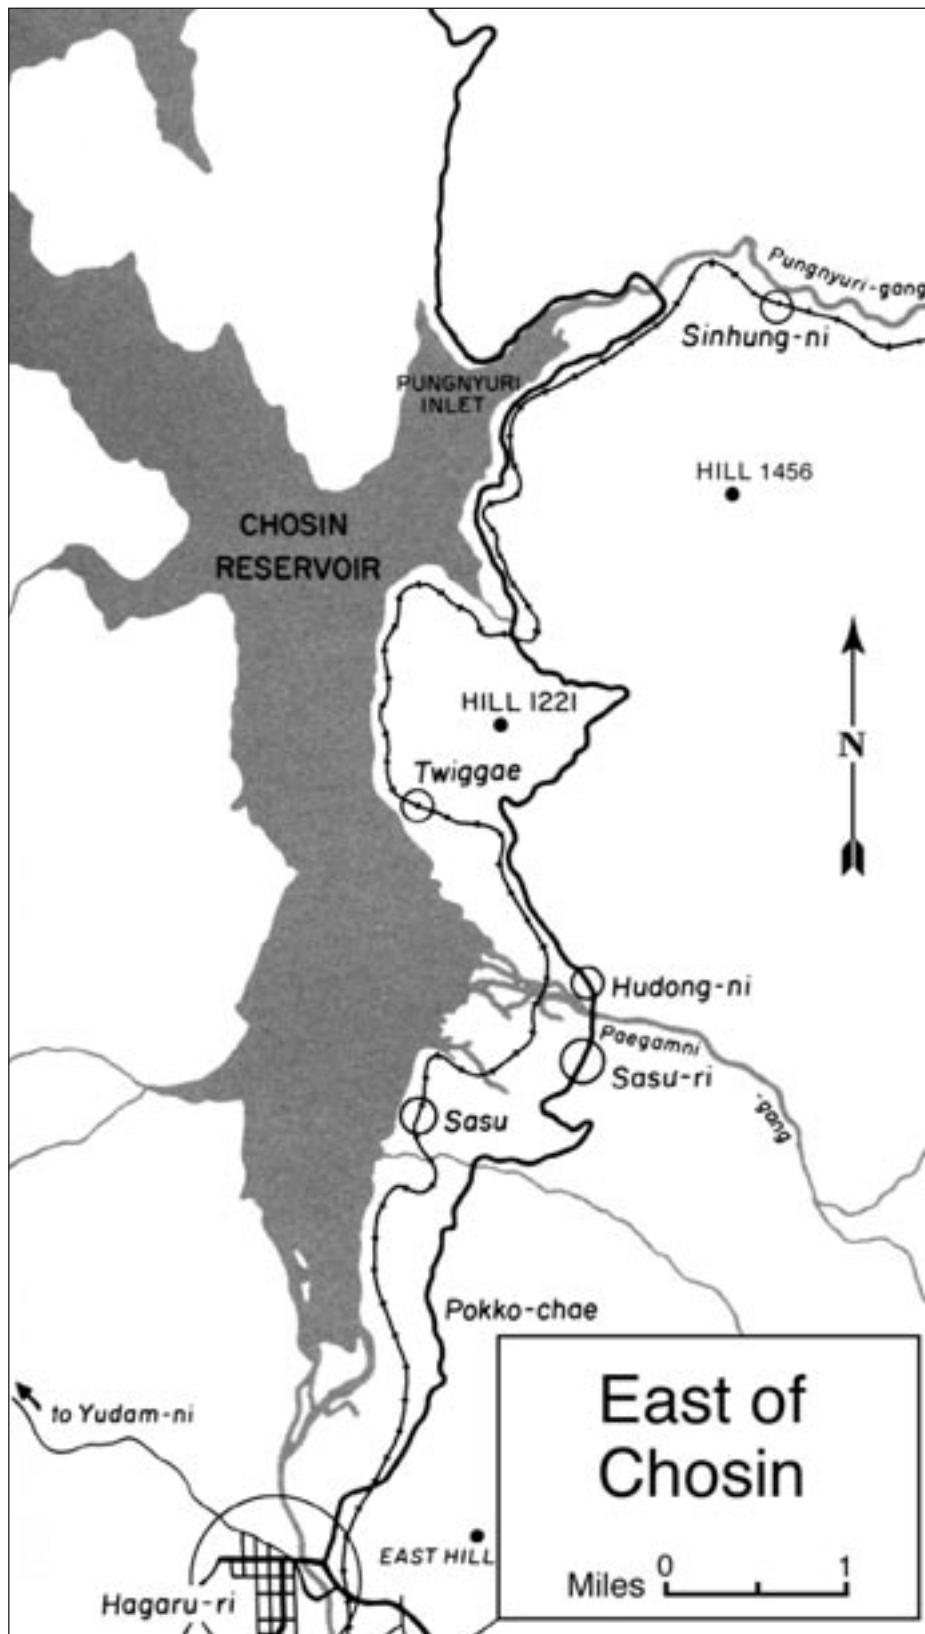 Pungnyuri-gang
Sinhung-ni
PUNGNYURI
INLET
HILL 1456
CHOSIN
RESERVOIR
HILL 1221
N
Twiggae
Hudong-ni
Paegamni
-gang
Sasu-ri
Sasu
Pokko-chae
to Yudam-ni
East of
Chosin
EAST HILL
Miles 0 1
Hagaru-ri